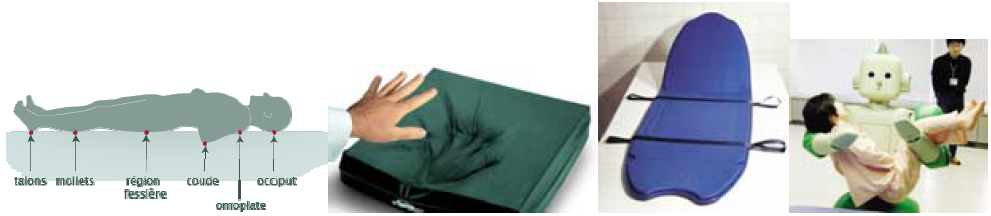 talons mollets région coude occiput
fessière
omoplate